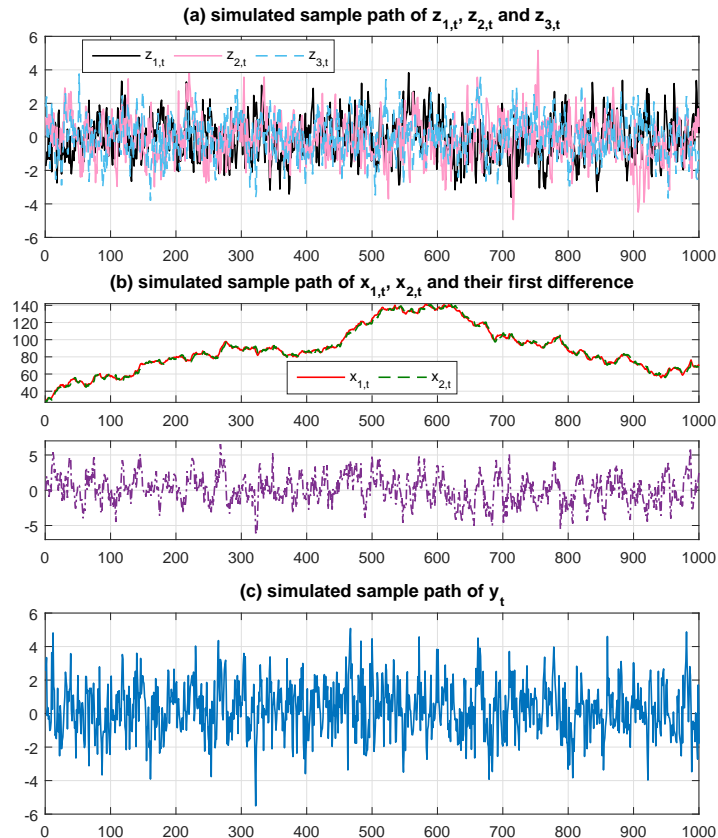 (a) simulated sample path of z1,t, z2,t and z3,t
6
4
2
0
-2
-4
-6
z1,t z2,t z3,t
0 100 200 300 400 500 600 700 800 900 1000
(b) simulated sample path of x1,t, x2,t and their first difference
140
120
100
80
60
40
x1,t x2,t
0 100 200 300 400 500 600 700 800 900 1000
5
0
-5
0 100 200 300 400 500 600 700 800 900 1000
(c) simulated sample path of yt
6
4
2
0
-2
-4
-6
0 100 200 300 400 500 600 700 800 900 1000